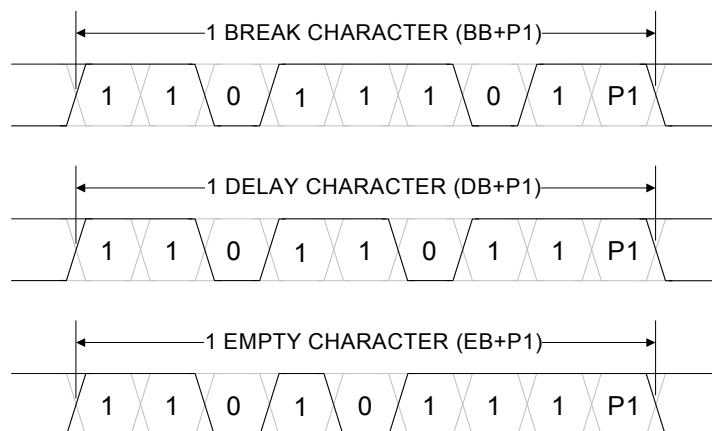 1 BREAK CHARACTER (BB+P1)
1 1 0 1 1 1 0 1 P1
1 DELAY CHARACTER (DB+P1)
1 1 0 1 1 0 1 1 P1
1 EMPTY CHARACTER (EB+P1)
1 1 0 1 0 1 1 1 P1